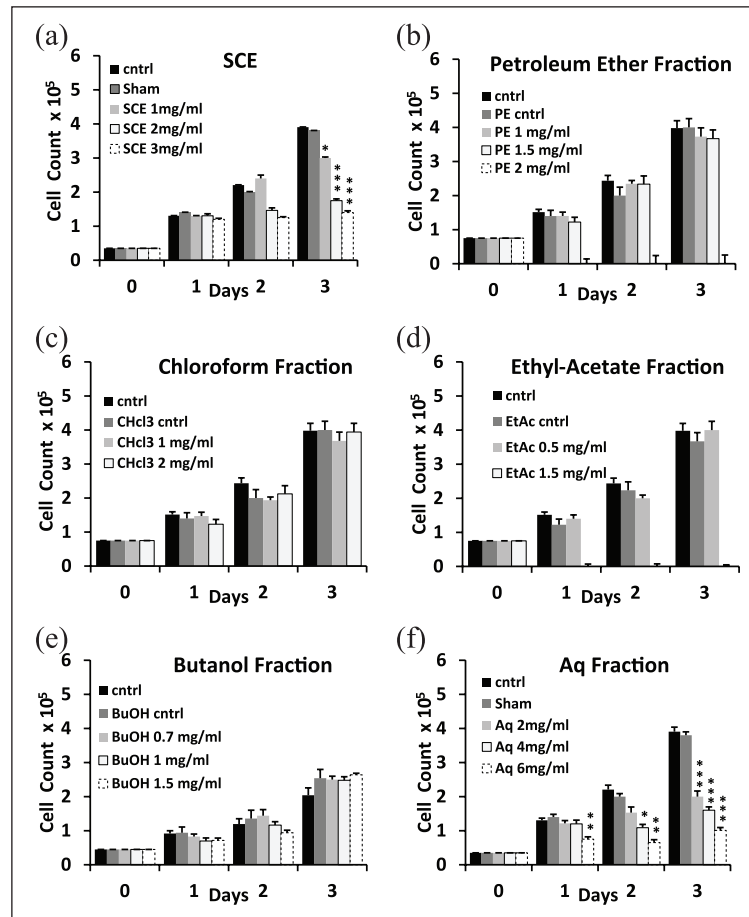 (a)
SCE
6
5
4
3
2
1
0
Cell Count x 10⁵
cntrl
Sham
SCE 1mg/ml
SCE 2mg/ml
SCE 3mg/ml
*
***
***
0 1 Days 2 3
(b)
Petroleum Ether Fraction
6
5
4
3
2
1
0
Cell Count x 10⁵
cntrl
PE cntrl
PE 1 mg/ml
PE 1.5 mg/ml
PE 2 mg/ml
0 1 Days 2 3
(c)
Chloroform Fraction
6
5
4
3
2
1
0
Cell Count x 10⁵
cntrl
CHcl3 cntrl
CHcl3 1 mg/ml
CHcl3 2 mg/ml
0 1 Days 2 3
(d)
Ethyl-Acetate Fraction
6
5
4
3
2
1
0
Cell Count x 10⁵
cntrl
EtAc cntrl
EtAc 0.5 mg/ml
EtAc 1.5 mg/ml
0 1 Days 2 3
(e)
Butanol Fraction
6
5
4
3
2
1
0
Cell Count x 10⁵
cntrl
BuOH cntrl
BuOH 0.7 mg/ml
BuOH 1 mg/ml
BuOH 1.5 mg/ml
0 1 Days 2 3
(f)
Aq Fraction
6
5
4
3
2
1
0
Cell Count x 10⁵
cntrl
Sham
Aq 2mg/ml
Aq 4mg/ml
Aq 6mg/ml
**
*
**
***
***
***
0 1 Days 2 3